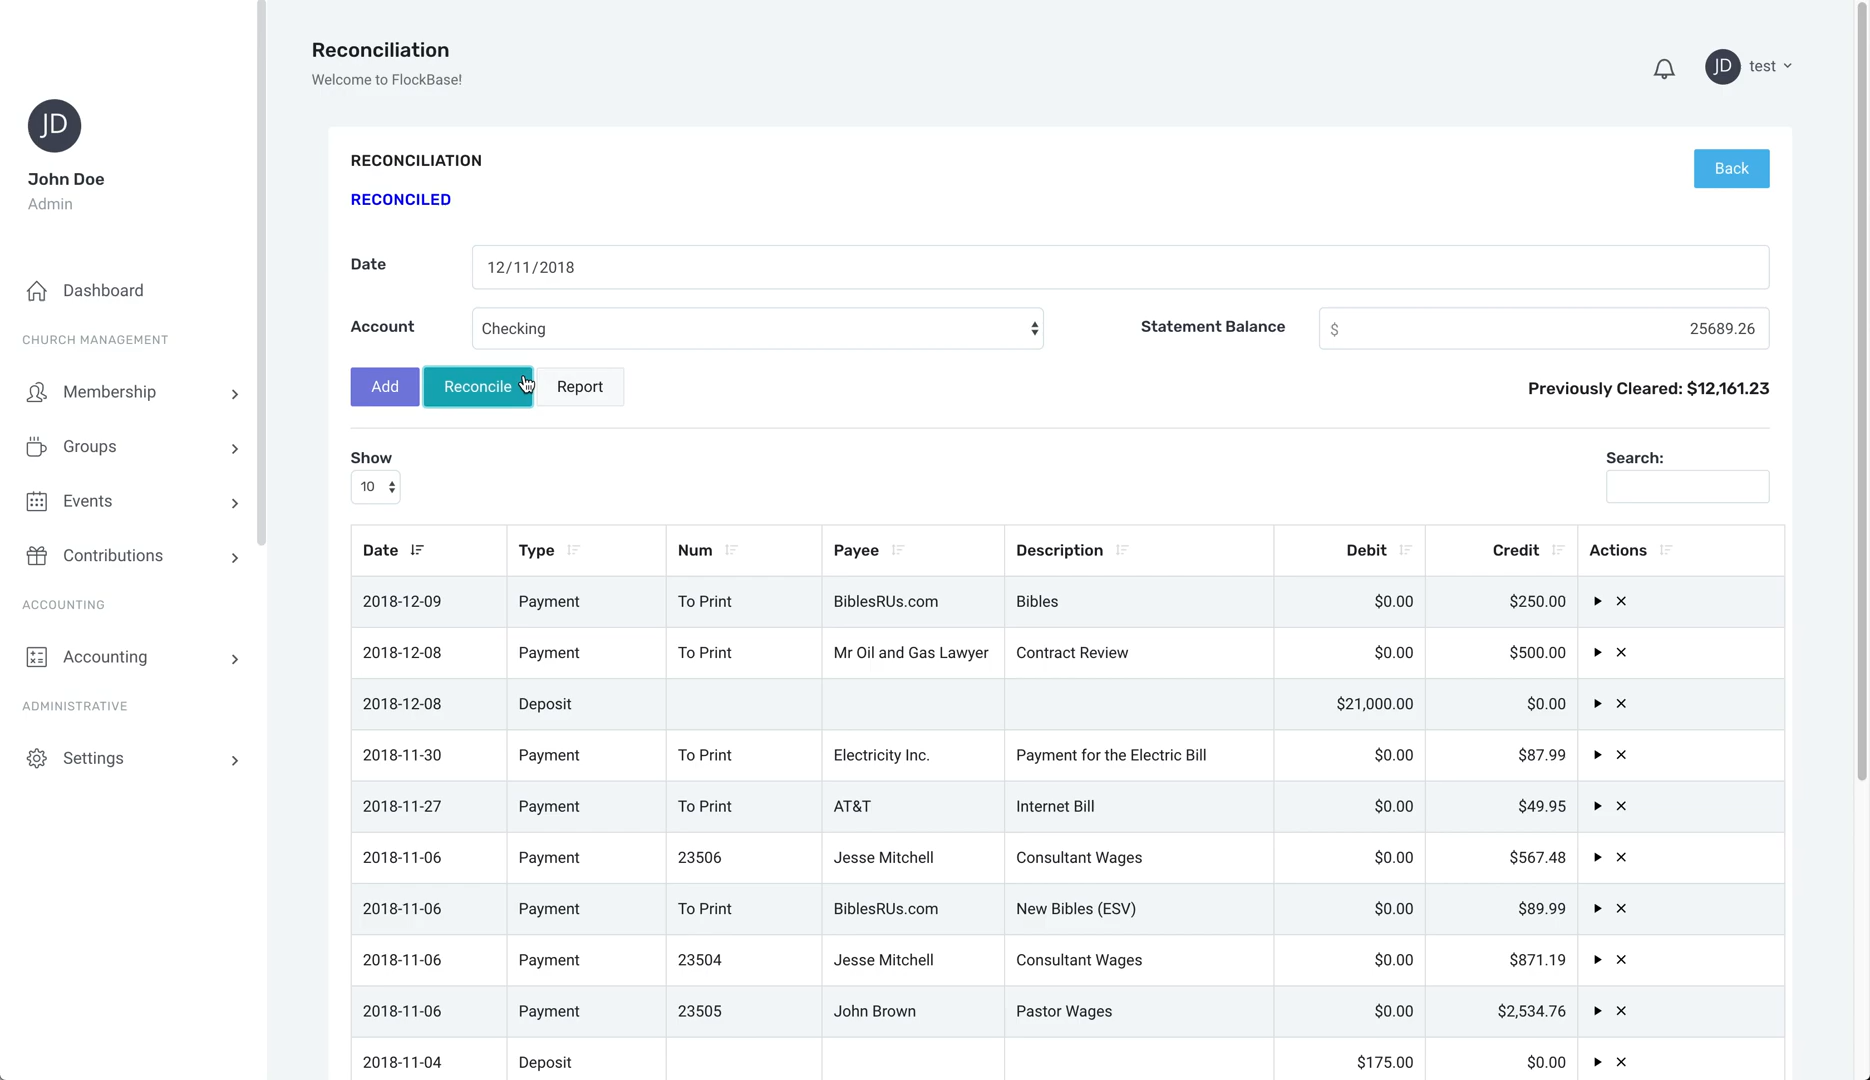 JD
John Doe
Admin
Dashboard
CHURCH MANAGEMENT
Membership
Groups
Events
Contributions
ACCOUNTING
Accounting
ADMINISTRATIVE
Settings
Reconciliation
Welcome to FlockBase!
JD test
RECONCILIATION
Back
RECONCILED
Date 12/11/2018
Account Checking Statement Balance $ 25689.26
Add Reconcile Report Previously Cleared: $12,161.23
Show Search:
10
Date Type Num Payee Description Debit Credit Actions
2018-12-09 Payment To Print BiblesRUs.com Bibles $0.00 $250.00
2018-12-08 Payment To Print Mr Oil and Gas Lawyer Contract Review $0.00 $500.00
2018-12-08 Deposit $21,000.00 $0.00
2018-11-30 Payment To Print Electricity Inc. Payment for the Electric Bill $0.00 $87.99
2018-11-27 Payment To Print AT&T Internet Bill $0.00 $49.95
2018-11-06 Payment 23506 Jesse Mitchell Consultant Wages $0.00 $567.48
2018-11-06 Payment To Print BiblesRUs.com New Bibles (ESV) $0.00 $89.99
2018-11-06 Payment 23504 Jesse Mitchell Consultant Wages $0.00 $871.19
2018-11-06 Payment 23505 John Brown Pastor Wages $0.00 $2,534.76
2018-11-04 Deposit $175.00 $0.00